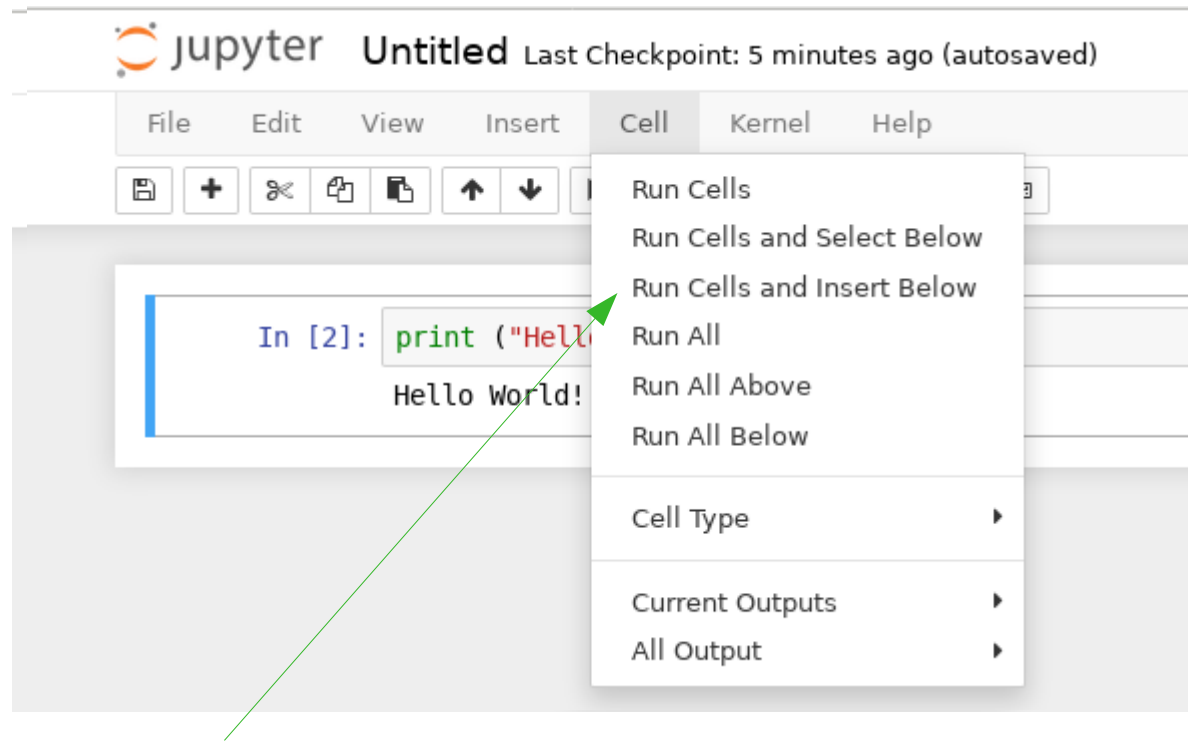 jupyter Untitled Last Checkpoint: 5 minutes ago (autosaved)
File Edit View Insert Cell Kernel Help
Run Cells
Run Cells and Select Below
Run Cells and Insert Below
In [2]: print ("Hello
Run All
Hello World!
Run All Above
Run All Below
Cell Type
Current Outputs
All Output